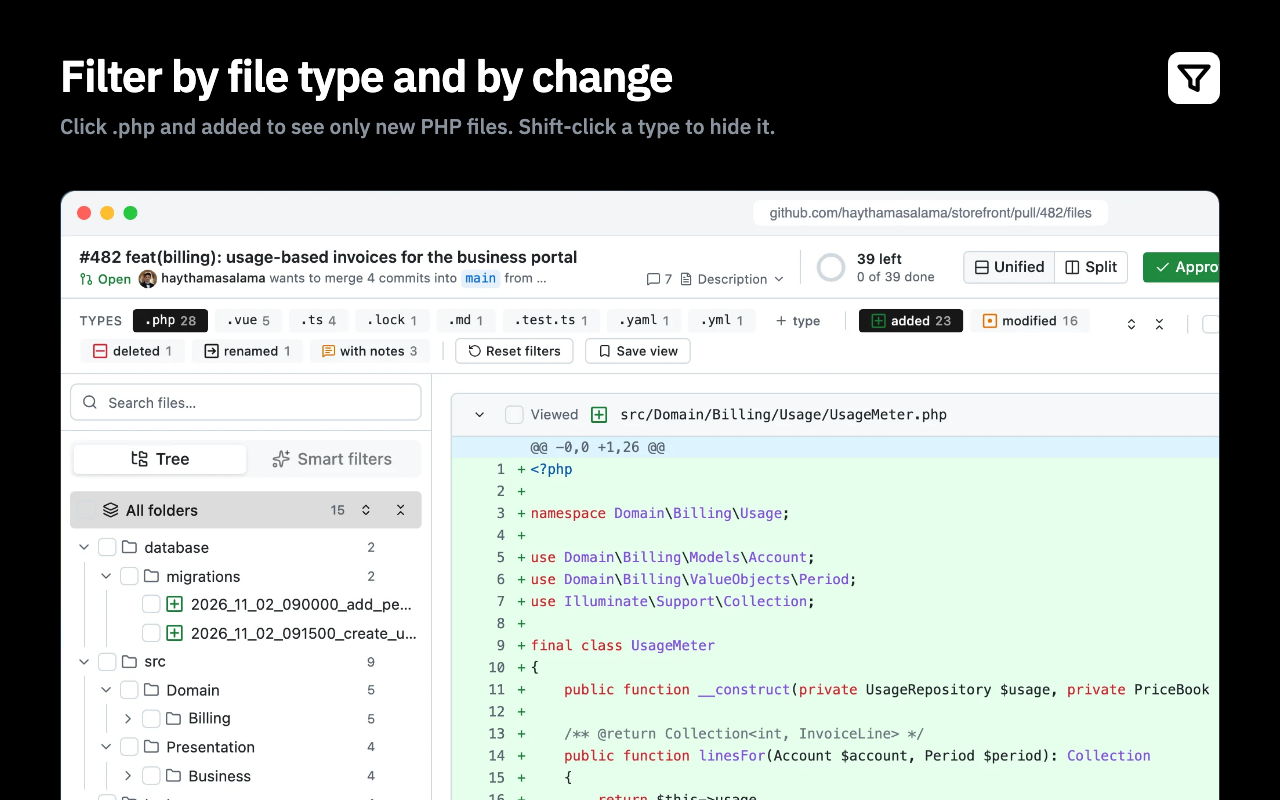 Filter by file type and by change
Click .php and added to see only new PHP files. Shift-click a type to hide it.
github.com/haythamasalama/storefront/pull/482/files
#482 feat(billing): usage-based invoices for the business portal
Open haythamasalama wants to merge 4 commits into main from ...
7 Description
39 left
0 of 39 done
Unified Split
Appro
TYPES .php 28 .vue 5 .ts 4 .lock 1 .md 1 .test.ts 1 .yaml 1 .yml 1 + type added 23 modified 16
deleted 1 renamed 1 with notes 3 Reset filters Save view
Search files...
Tree Smart filters
All folders 15
database 2
migrations 2
2026_11_02_090000_add_pe...
2026_11_02_091500_create_u...
src 9
Domain 5
Billing 5
Presentation 4
Business 4
Viewed src/Domain/Billing/Usage/UsageMeter.php
@@ -0,0 +1,26 @@
1 + <?php
2 +
3 + namespace Domain\Billing\Usage;
4 +
5 + use Domain\Billing\Models\Account;
6 + use Domain\Billing\ValueObjects\Period;
7 + use Illuminate\Support\Collection;
8 +
9 + final class UsageMeter
10 + {
11 + public function __construct(private UsageRepository $usage, private PriceBook
12 +
13 + /** @return Collection<int, InvoiceLine> */
14 + public function linesFor(Account $account, Period $period): Collection
15 + {
16 + return $this->usage